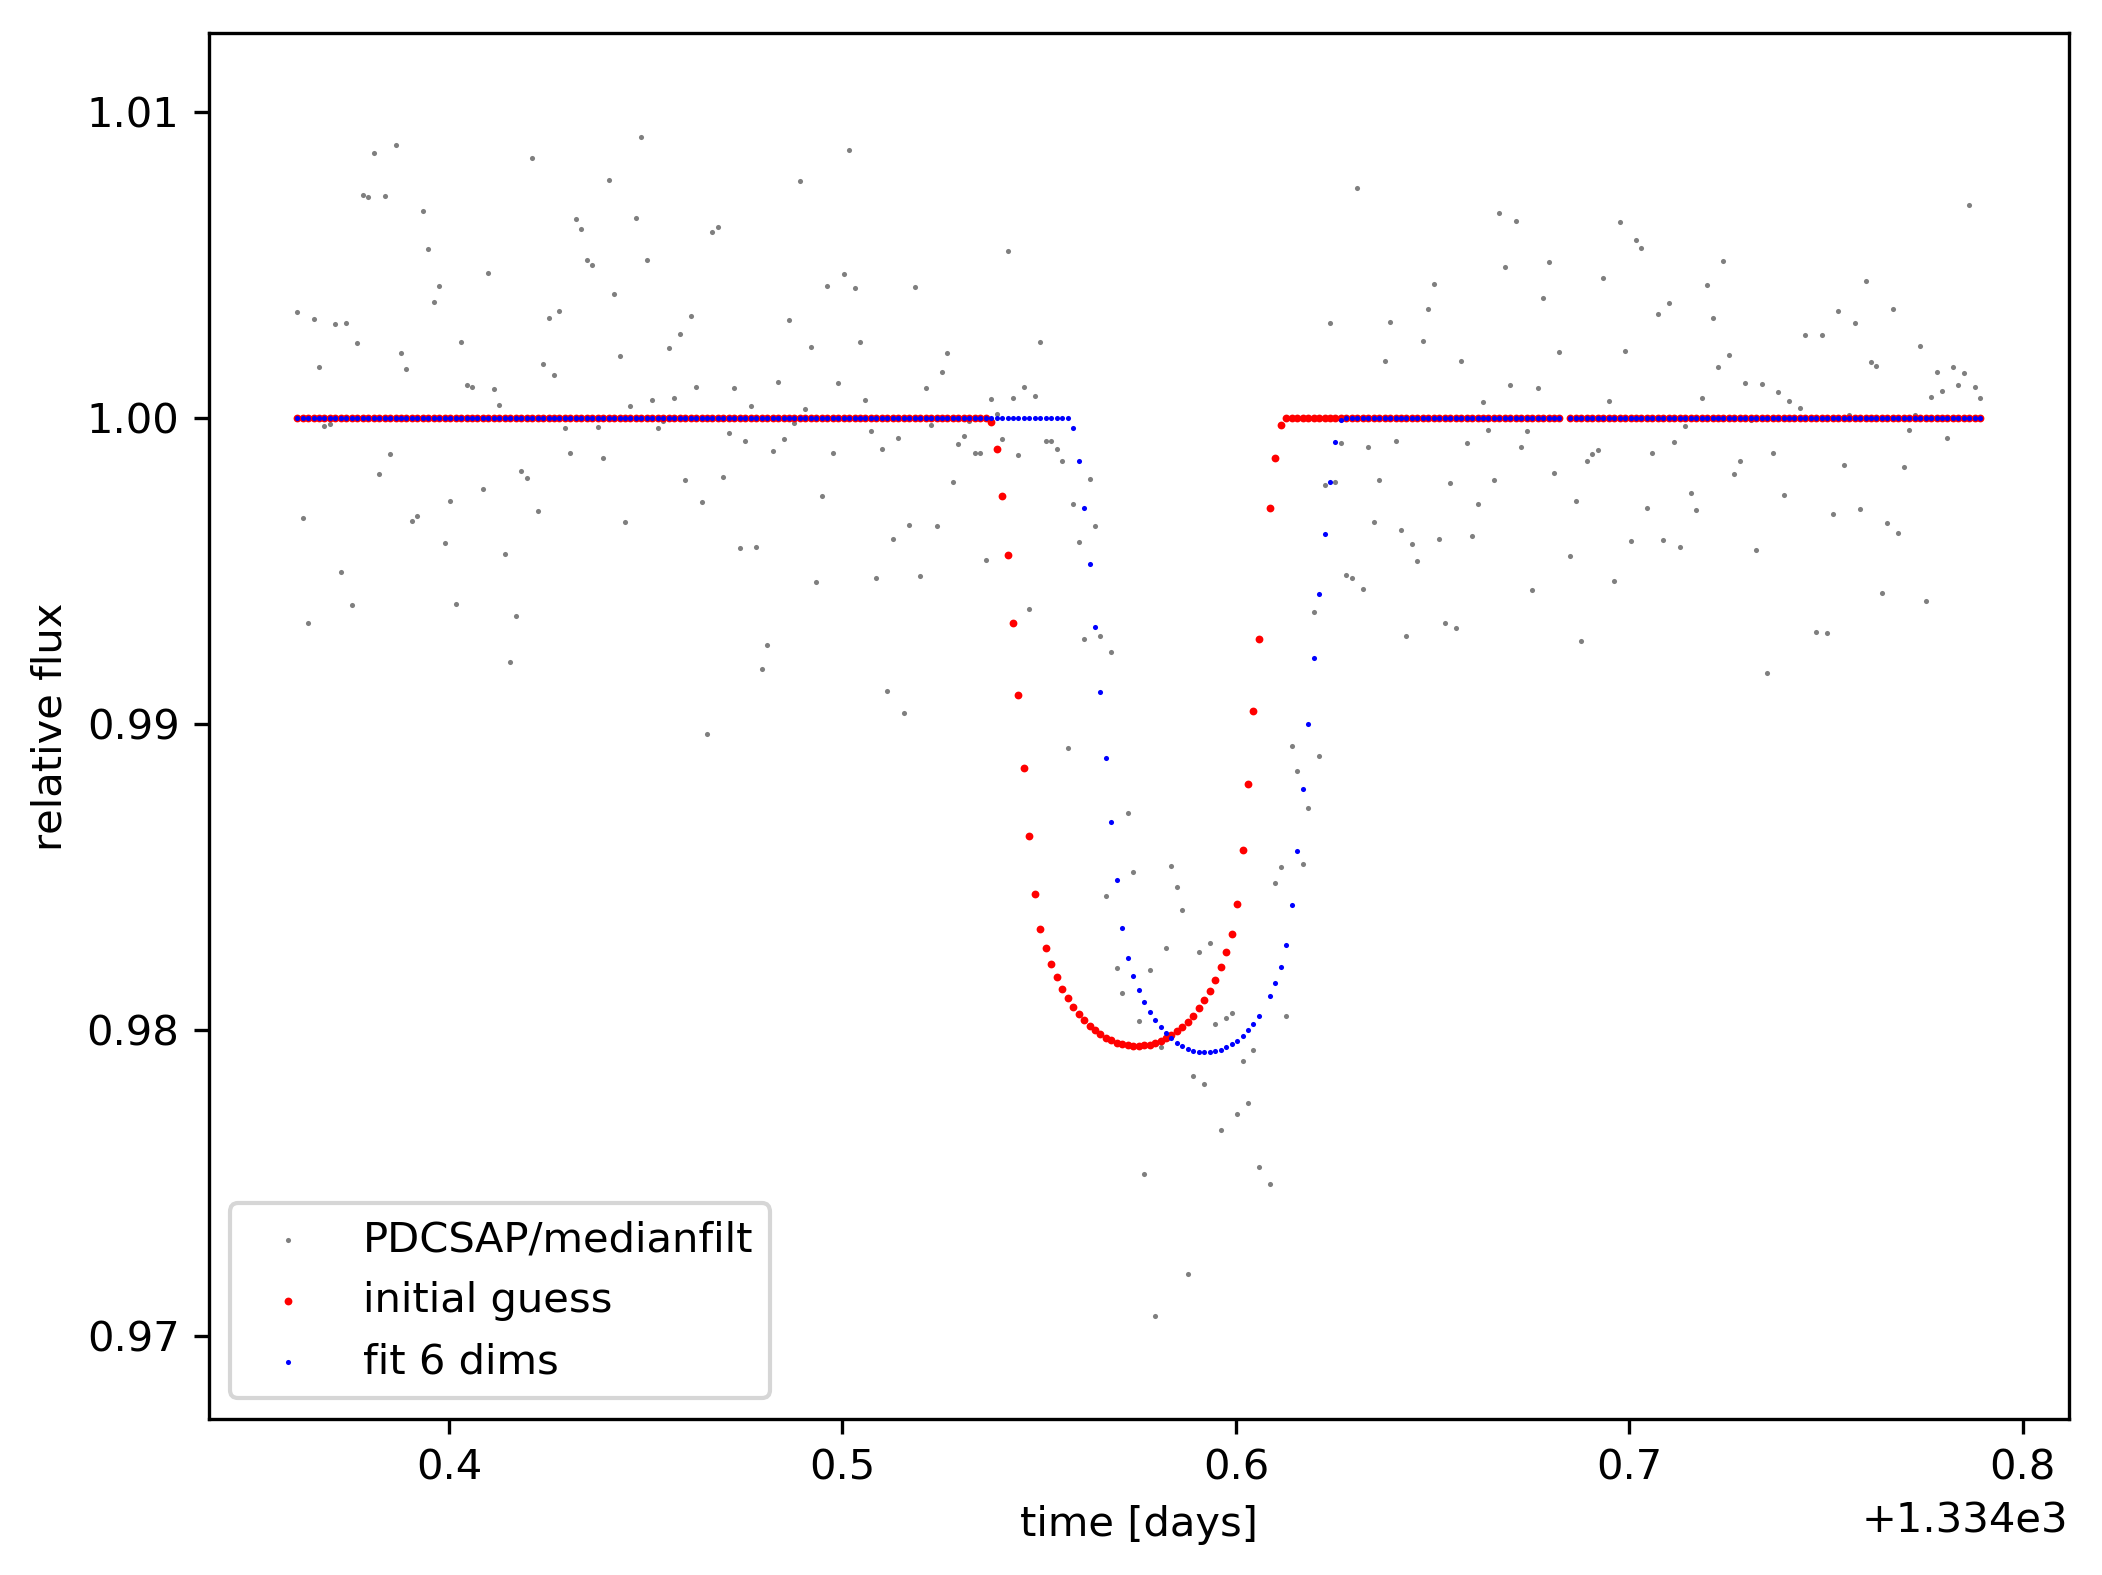 1.01
1.00
0.99
0.98
0.97
relative flux
PDCSAP/medianfilt
initial guess
fit 6 dims
0.4
0.5
0.6
0.7
0.8
time [days]
+1.334e3